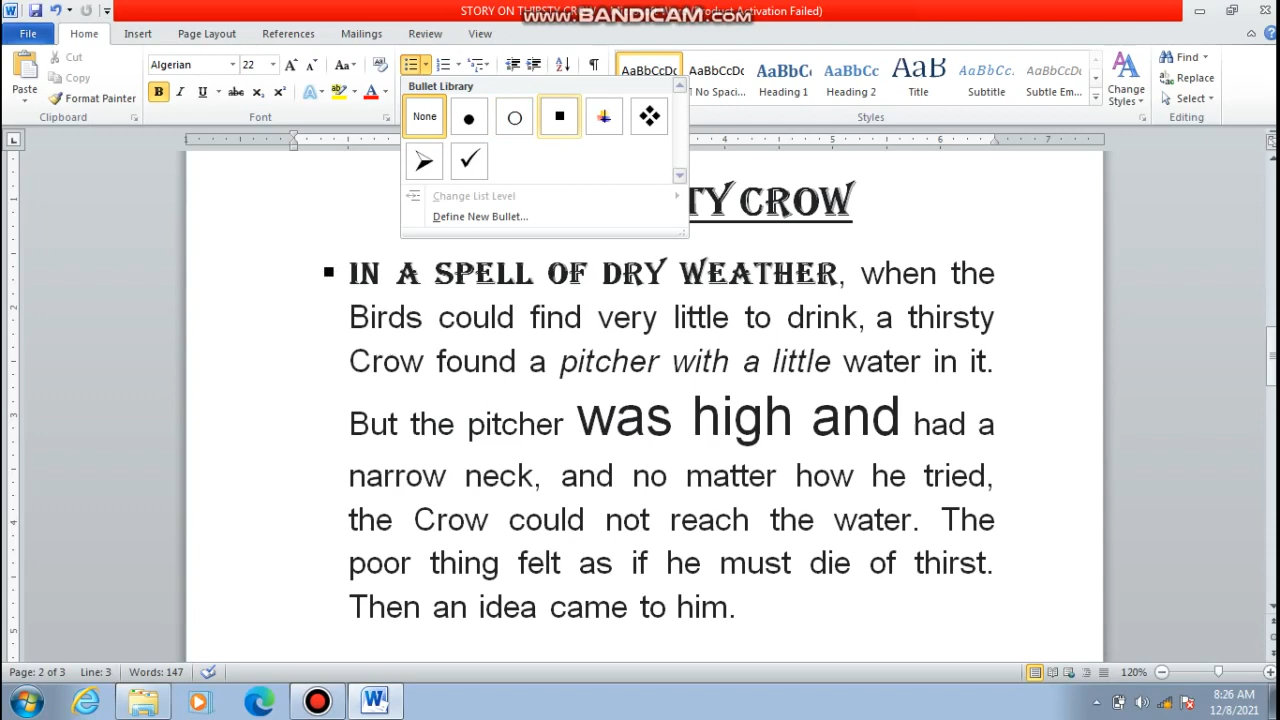 STORY ON THIRSTY CROW - Microsoft Word (Product Activation Failed)
www.BANDICAM.com
File Home Insert Page Layout References Mailings Review View
Cut
Copy
Format Painter
Paste
Clipboard
Algerian 22
Font
AaBbCcDc AaBbCcDc AaBbC AaBbCc AaB AaBbCc. AaBbCcDc
No Spaci... Heading 1 Heading 2 Title Subtitle Subtle Em...
Styles
Change Styles
Find
Replace
Select
Editing
Bullet Library
None
Change List Level
Define New Bullet...
TY CROW
IN A SPELL OF DRY WEATHER, when the
Birds could find very little to drink, a thirsty
Crow found a pitcher with a little water in it.
But the pitcher was high and had a
narrow neck, and no matter how he tried,
the Crow could not reach the water. The
poor thing felt as if he must die of thirst.
Then an idea came to him.
Page: 2 of 3 Line: 3 Words: 147
120%
8:26 AM
12/8/2021